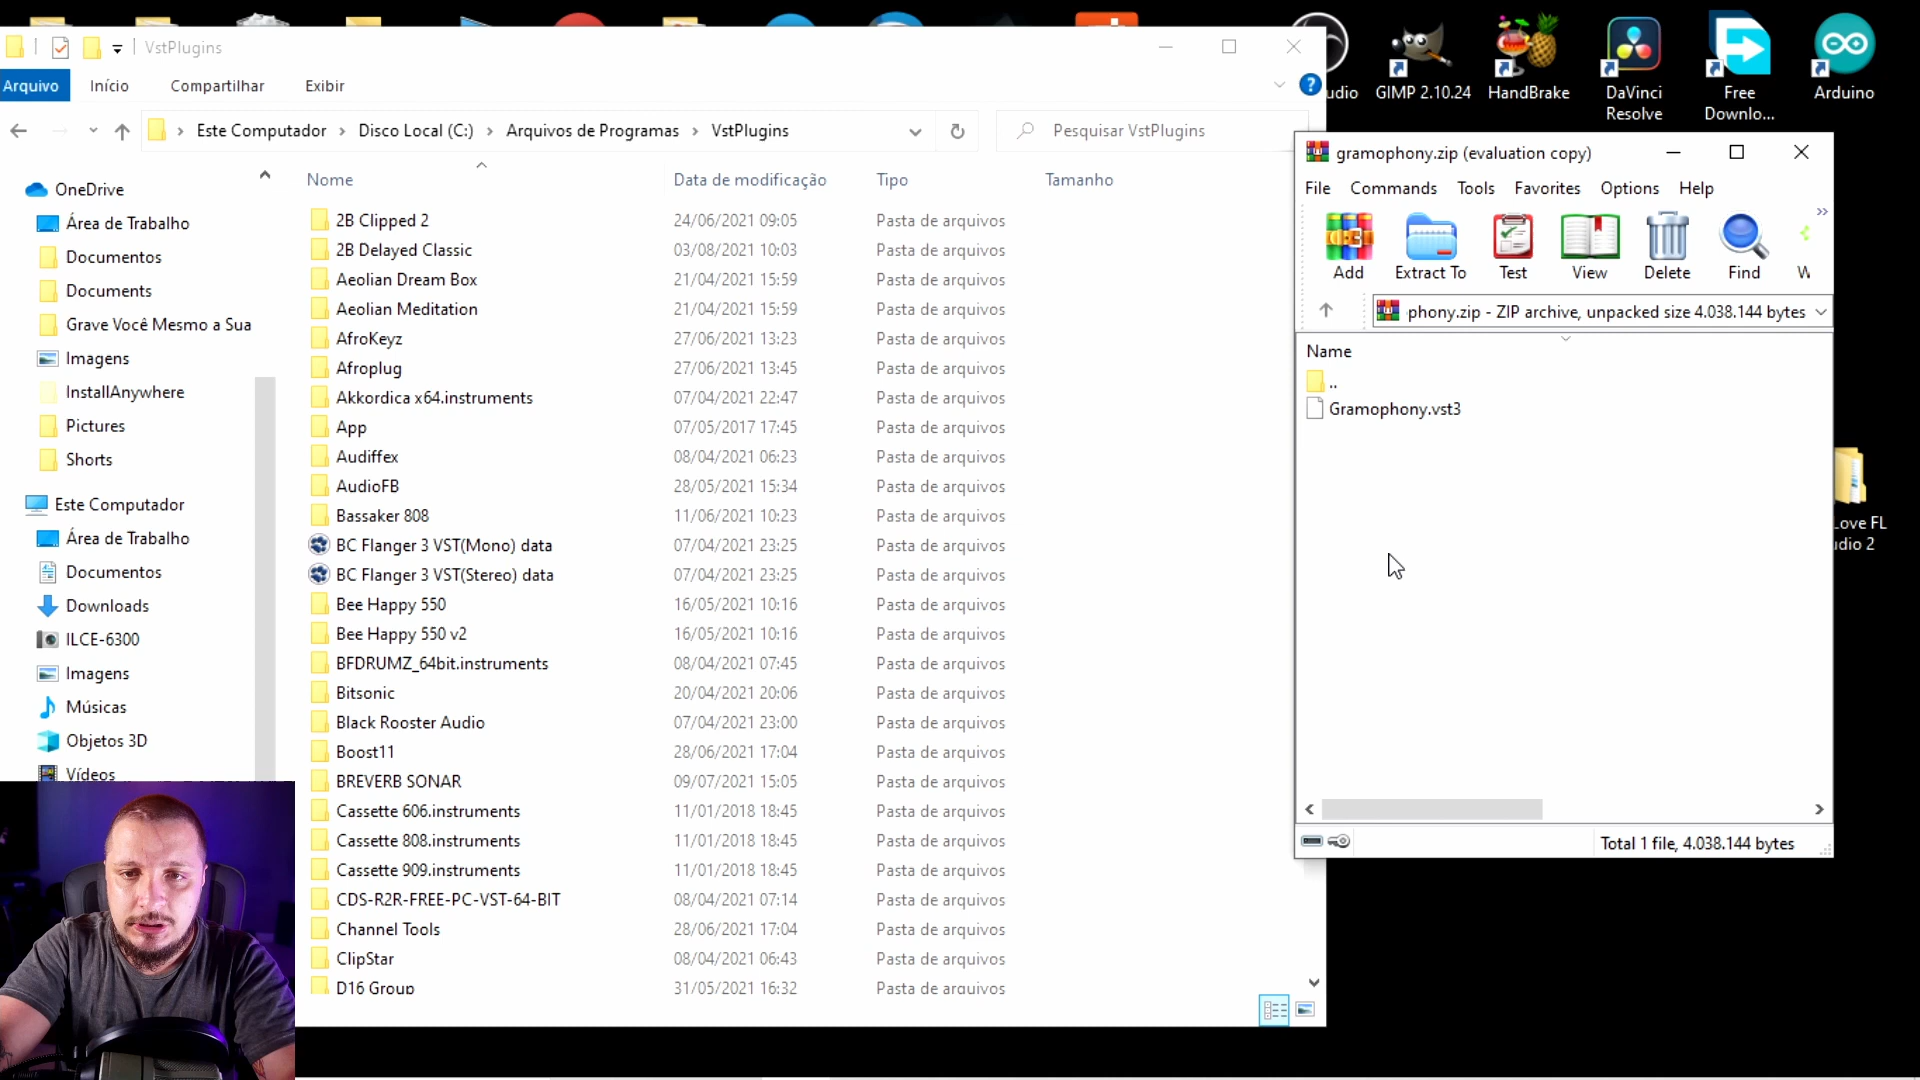 VstPlugins
Arquivo Início Compartilhar Exibir
Este Computador Disco Local (C:) Arquivos de Programas VstPlugins
Pesquisar VstPlugins
OneDrive
Área de Trabalho
Documentos
Documents
Grave Você Mesmo a Sua
Imagens
InstallAnywhere
Pictures
Shorts
Este Computador
Área de Trabalho
Documentos
Downloads
ILCE-6300
Imagens
Músicas
Objetos 3D
Vídeos
Nome Data de modificação Tipo Tamanho
2B Clipped 2 24/06/2021 09:05 Pasta de arquivos
2B Delayed Classic 03/08/2021 10:03 Pasta de arquivos
Aeolian Dream Box 21/04/2021 15:59 Pasta de arquivos
Aeolian Meditation 21/04/2021 15:59 Pasta de arquivos
AfroKeyz 27/06/2021 13:23 Pasta de arquivos
Afroplug 27/06/2021 13:45 Pasta de arquivos
Akkordica x64.instruments 07/04/2021 22:47 Pasta de arquivos
App 07/05/2017 17:45 Pasta de arquivos
Audiffex 08/04/2021 06:23 Pasta de arquivos
AudioFB 28/05/2021 15:34 Pasta de arquivos
Bassaker 808 11/06/2021 10:23 Pasta de arquivos
BC Flanger 3 VST(Mono) data 07/04/2021 23:25 Pasta de arquivos
BC Flanger 3 VST(Stereo) data 07/04/2021 23:25 Pasta de arquivos
Bee Happy 550 16/05/2021 10:16 Pasta de arquivos
Bee Happy 550 v2 16/05/2021 10:16 Pasta de arquivos
BFDRUMZ_64bit.instruments 08/04/2021 07:45 Pasta de arquivos
Bitsonic 20/04/2021 20:06 Pasta de arquivos
Black Rooster Audio 07/04/2021 23:00 Pasta de arquivos
Boost11 28/06/2021 17:04 Pasta de arquivos
BREVERB SONAR 09/07/2021 15:05 Pasta de arquivos
Cassette 606.instruments 11/01/2018 18:45 Pasta de arquivos
Cassette 808.instruments 11/01/2018 18:45 Pasta de arquivos
Cassette 909.instruments 11/01/2018 18:45 Pasta de arquivos
CDS-R2R-FREE-PC-VST-64-BIT 08/04/2021 07:14 Pasta de arquivos
Channel Tools 28/06/2021 17:04 Pasta de arquivos
ClipStar 08/04/2021 06:43 Pasta de arquivos
D16 Group 31/05/2021 16:32 Pasta de arquivos
udio
GIMP 2.10.24
HandBrake
DaVinci
Resolve
Free
Downlo...
Arduino
gramophony.zip (evaluation copy)
File Commands Tools Favorites Options Help
Add Extract To Test View Delete Find
phony.zip - ZIP archive, unpacked size 4.038.144 bytes
Name
..
Gramophony.vst3
Total 1 file, 4.038.144 bytes
Love FL
udio 2